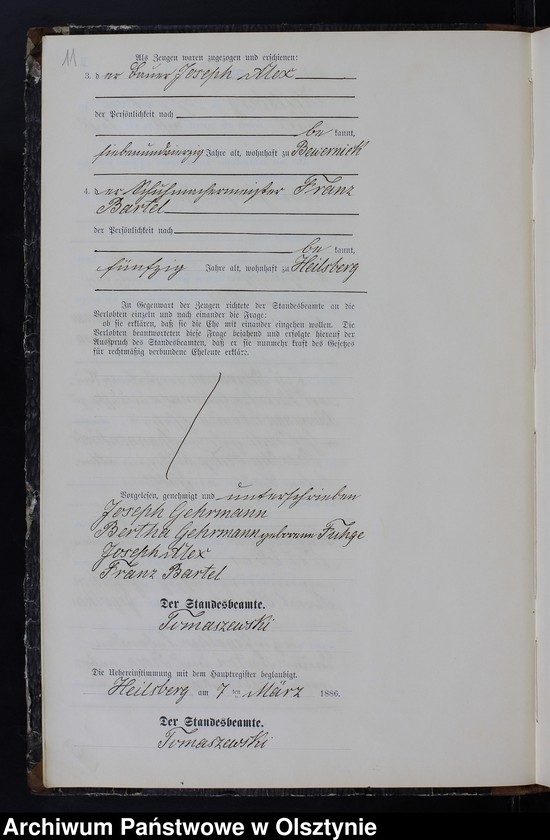 11
Als Zeugen waren zugezogen und erschienen:
3. der Bauer Joseph Alex
der Persönlichkeit nach
be kannt,
siebenundvierzig Jahre alt, wohnhaft zu Bewernick
4. der Schuhmachermeister Franz
Bartel
der Persönlichkeit nach
be kannt,
fünfzig Jahre alt, wohnhaft zu Heilsberg
In Gegenwart der Zeugen richtete der Standesbeamte an die
Verlobten einzeln und nach einander die Frage:
ob sie erklären, daß sie die Ehe mit einander eingehen wollen. Die
Verlobten beantworteten diese Frage bejahend und erfolgte hierauf der
Ausspruch des Standesbeamten, daß er sie nunmehr kraft des Gesetzes
für rechtmäßig verbundene Eheleute erkläre.
Vorgelesen, genehmigt und unterschrieben
Joseph Gehrmann
Bertha Gehrmann geborene Fuhge
Joseph Alex
Franz Bartel
Der Standesbeamte.
Tomaszewski
Die Uebereinstimmung mit dem Hauptregister beglaubigt.
Heilsberg am 7 ten März 1886.
Der Standesbeamte.
Tomaszewski
Archiwum Państwowe w Olsztynie